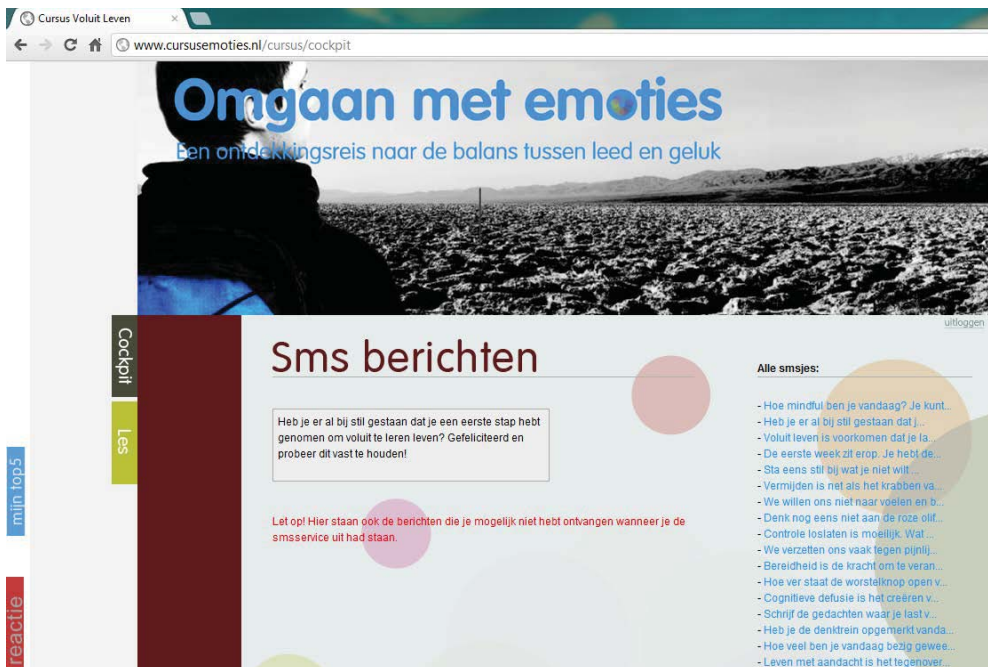 Cursus Voluit Leven
www.cursusemoties.nl/cursus/cockpit
Omgaan met emoties
Een ontdekkingsreis naar de balans tussen leed en geluk
uitloggen
Cockpit
Les
mijn top5
reactie
Sms berichten
Heb je er al bij stil gestaan dat je een eerste stap hebt
genomen om voluit te leren leven? Gefeliciteerd en
probeer dit vast te houden!
Let op! Hier staan ook de berichten die je mogelijk niet hebt ontvangen wanneer je de
smsservice uit had staan.
Alle smsjes:
- Hoe mindful ben je vandaag? Je kunt...
- Heb je er al bij stil gestaan dat j...
- Voluit leven is voorkomen dat je la...
- De eerste week zit erop. Je hebt de...
- Sta eens stil bij wat je niet wilt ...
- Vermijden is net als het krabben va...
- We willen ons niet naar voelen en b...
- Denk nog eens niet aan de roze olif...
- Controle loslaten is moeilijk. Wat ...
- We verzetten ons vaak tegen pijnlij...
- Bereidheid is de kracht om te veran...
- Hoe ver staat de worstelknop open v...
- Cognitieve defusie is het creëren v...
- Schrijf de gedachten waar je last v...
- Heb je de denktrein opgemerkt vanda...
- Hoe veel ben je vandaag bezig gewee...
- Leven met aandacht is het tegenover...